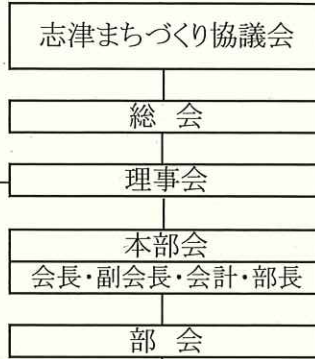 志津まちづくり協議会
総 会
理事会
本部会
会長・副会長・会計・部長
部 会